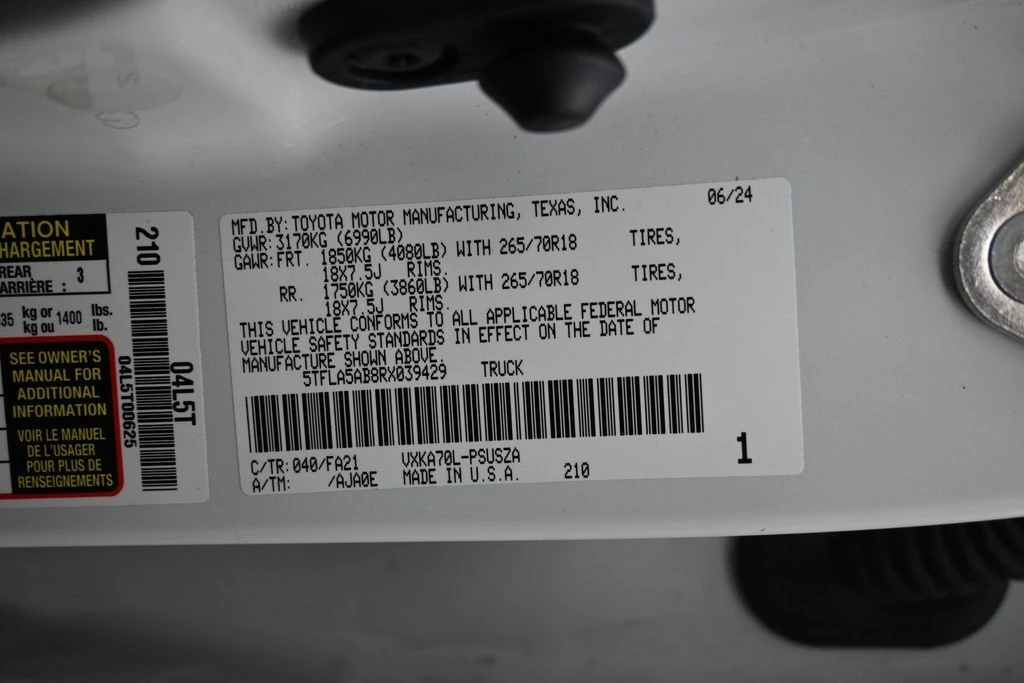 ATION
HARGEMENT
REAR
ARRIÈRE : 3
35 kg or 1400 lbs.
kg ou lb.
SEE OWNER'S
MANUAL FOR
ADDITIONAL
INFORMATION
VOIR LE MANUEL
DE L'USAGER
POUR PLUS DE
RENSEIGNEMENTS
210
04L5T
04L5T00625
MFD.BY:TOYOTA MOTOR MANUFACTURING, TEXAS, INC. 06/24
GVWR:3170KG (6990LB)
GAWR:FRT. 1850KG (4080LB) WITH 265/70R18 TIRES,
18X7.5J RIMS.
RR. 1750KG (3860LB) WITH 265/70R18 TIRES,
18X7.5J RIMS.
THIS VEHICLE CONFORMS TO ALL APPLICABLE FEDERAL MOTOR
VEHICLE SAFETY STANDARDS IN EFFECT ON THE DATE OF
MANUFACTURE SHOWN ABOVE.
5TFLA5AB8RX039429 TRUCK
C/TR:040/FA21 VXKA70L-PSUSZA
A/TM: /AJA0E MADE IN U.S.A. 210
1